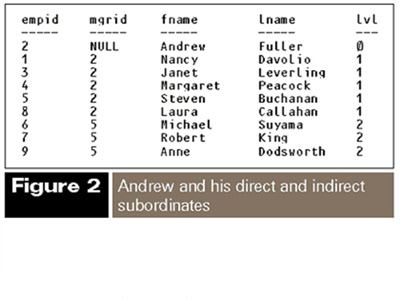 empid mgrid fname lname lvl
----- ----- ----- ----- ---
2 NULL Andrew Fuller 0
1 2 Nancy Davolio 1
3 2 Janet Leverling 1
4 2 Margaret Peacock 1
5 2 Steven Buchanan 1
8 2 Laura Callahan 1
6 5 Michael Suyama 2
7 5 Robert King 2
9 5 Anne Dodsworth 2
Figure 2 Andrew and his direct and indirect
subordinates